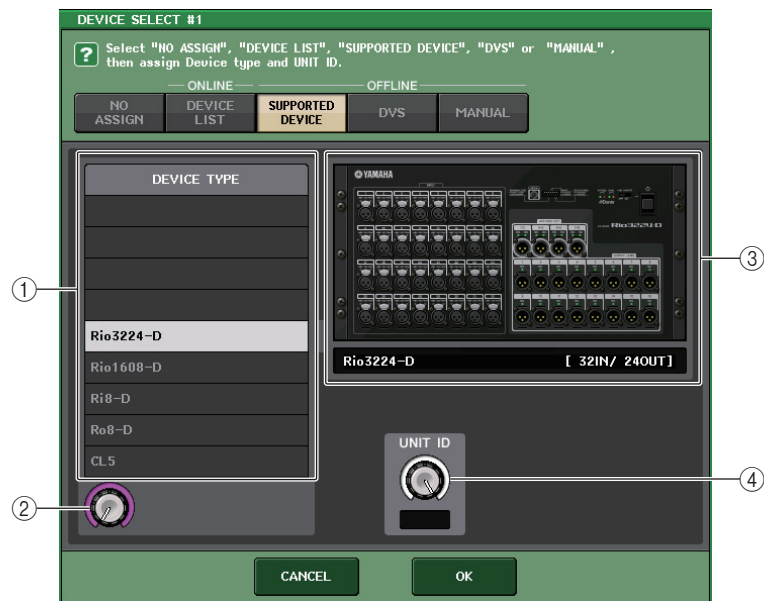 DEVICE SELECT #1
? Select "NO ASSIGN", "DEVICE LIST", "SUPPORTED DEVICE", "DVS" or "MANUAL" ,
then assign Device type and UNIT ID.
ONLINE OFFLINE
NO ASSIGN
DEVICE LIST
SUPPORTED DEVICE
DVS
MANUAL
DEVICE TYPE
Rio3224-D
Rio1608-D
Ri8-D
Ro8-D
CL5
YAMAHA
INPUT
Dante
Rio3224-D
Rio3224-D [ 32IN/ 24OUT]
UNIT ID
CANCEL
OK
1
2
3
4